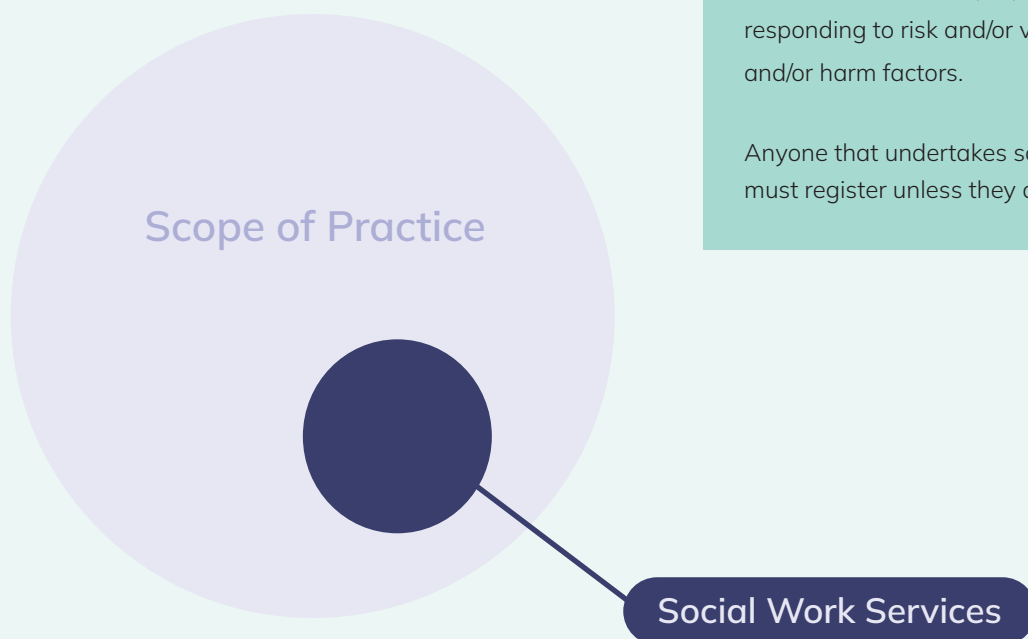 responding to risk and/or
and/or harm factors.
Anyone that undertakes
must register unless they
Scope of Practice
Social Work Services